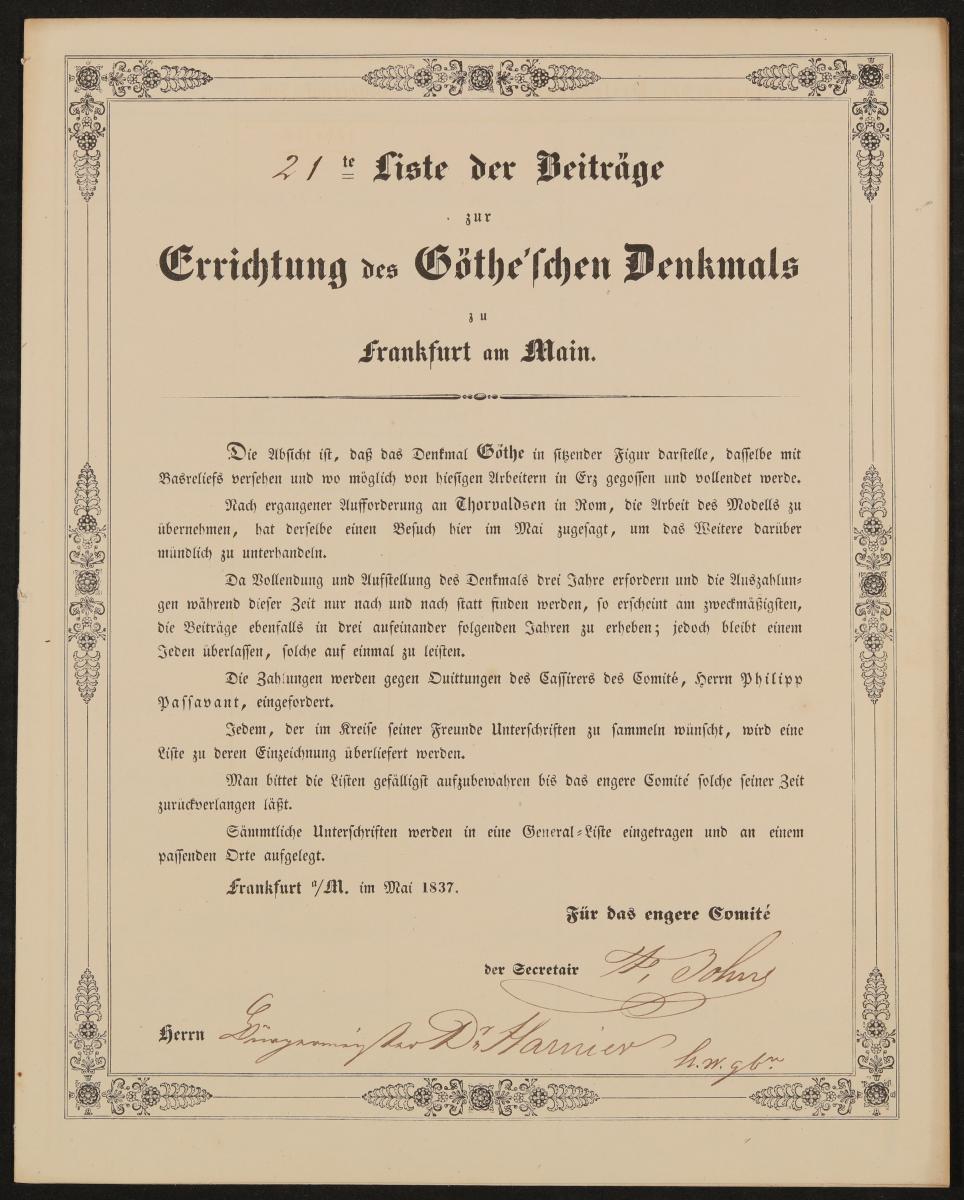 21te Liste der Beiträge
zur
Errichtung des Göthe'schen Denkmals
zu
Frankfurt am Main.
Die Absicht ist, daß das Denkmal Göthe in sitzender Figur darstelle, dasselbe mit
Basreliefs versehen und wo möglich von hiesigen Arbeitern in Erz gegossen und vollendet werde.
Nach ergangener Aufforderung an Thorvaldsen in Rom, die Arbeit des Modells zu
übernehmen, hat derselbe einen Besuch hier im Mai zugesagt, um das Weitere darüber
mündlich zu unterhandeln.
Da Vollendung und Aufstellung des Denkmals drei Jahre erfordern und die Auszahlun-
gen während dieser Zeit nur nach und nach statt finden werden, so erscheint am zweckmäßigsten,
die Beiträge ebenfalls in drei aufeinander folgenden Jahren zu erheben; jedoch bleibt einem
Jeden überlassen, solche auf einmal zu leisten.
Die Zahlungen werden gegen Quittungen des Cassirers des Comité, Herrn Philipp
Passavant, eingefordert.
Jedem, der im Kreise seiner Freunde Unterschriften zu sammeln wünscht, wird eine
Liste zu deren Einzeichnung überliefert werden.
Man bittet die Listen gefälligst aufzubewahren bis das engere Comité solche seiner Zeit
zurückverlangen läßt.
Sämmtliche Unterschriften werden in eine General-Liste eingetragen und an einem
passenden Orte aufgelegt.
Frankfurt a/M. im Mai 1837.
Für das engere Comité
der Secretair
Herrn Bürgermeister Dr Harnier